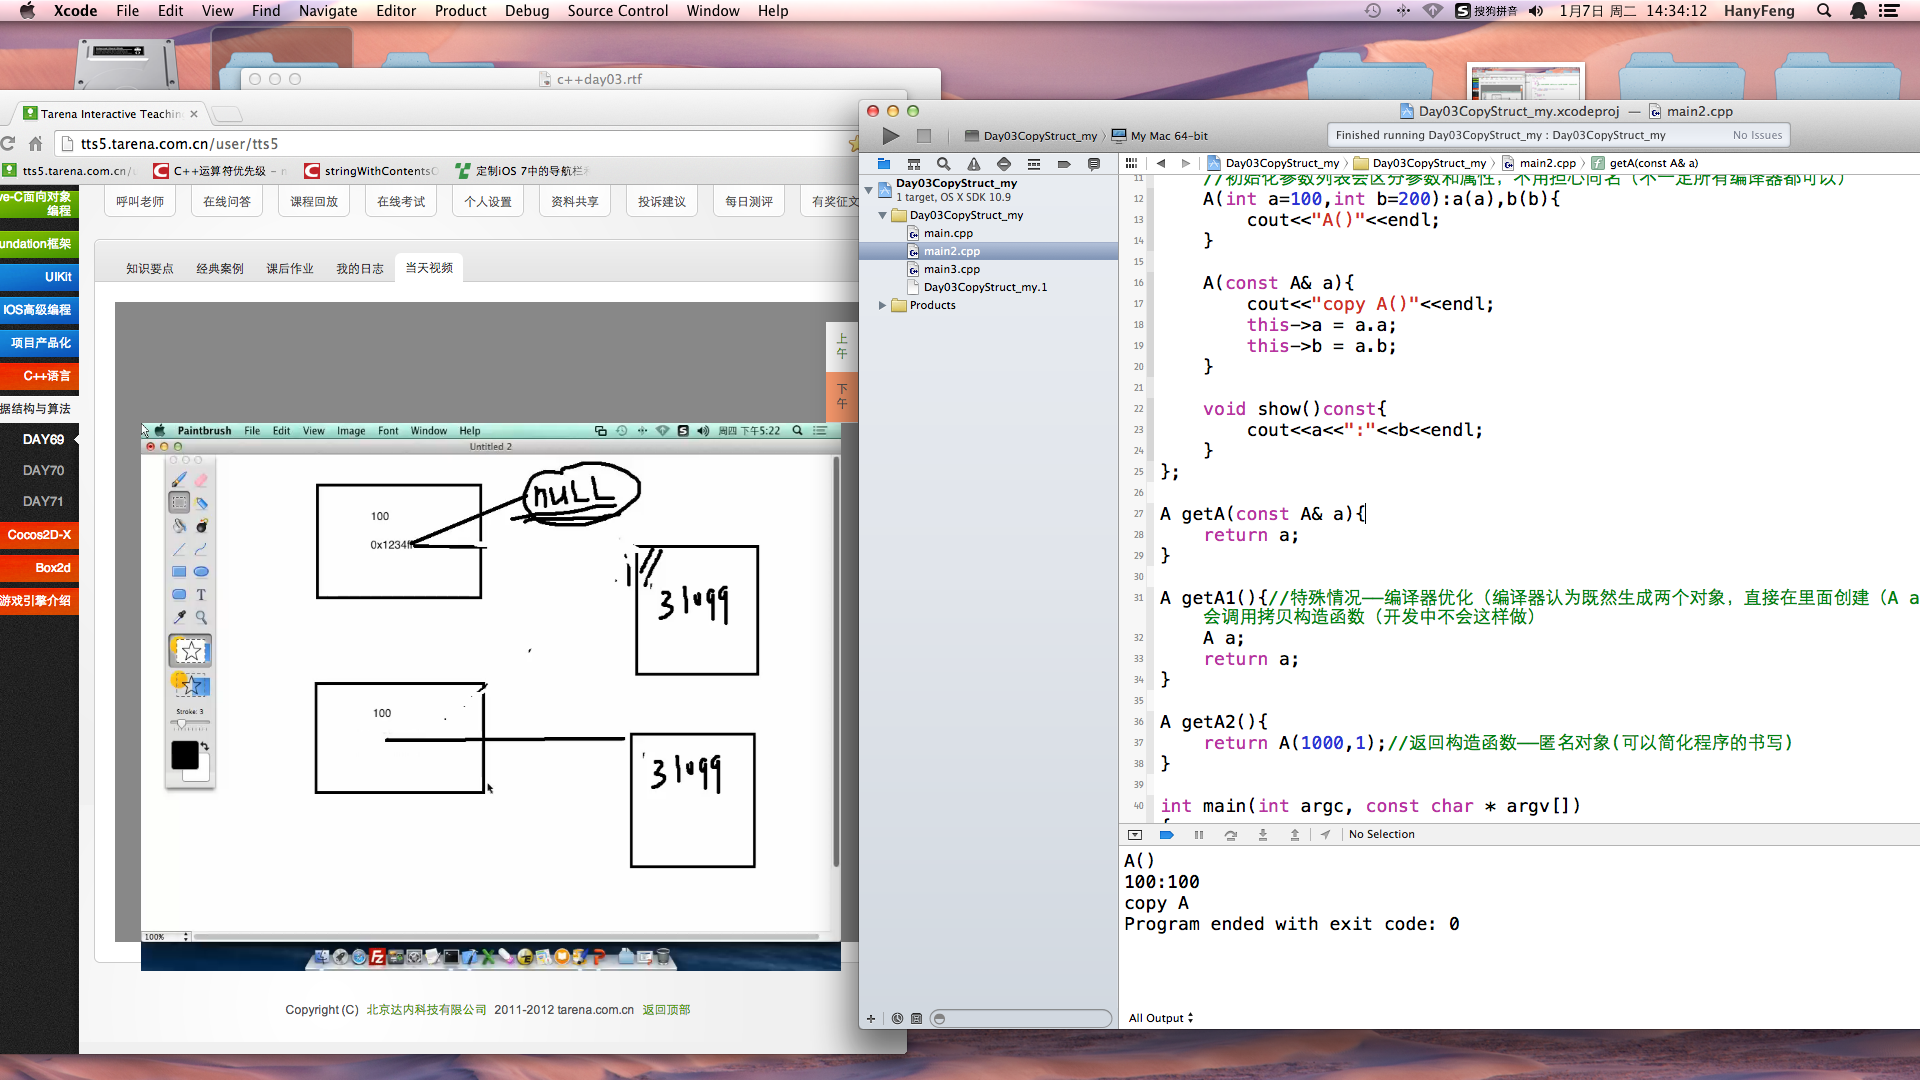 Xcode File Edit View Find Navigate Editor Product Debug Source Control Window Help
搜狗拼音 1月7日 周二 14:34:12 HanyFeng
c++day03.rtf
Tarena Interactive Teachin
tts5.tarena.com.cn/user/tts5
tts5.tarena.com.cn/ C++运算符优先级 - stringWithContentsO 定制iOS 7中的导航栏
ve-C面向对象
编程
undation框架
UIKit
IOS高级编程
项目产品化
C++语言
据结构与算法
DAY69
DAY70
DAY71
Cocos2D-X
Box2d
游戏引擎介绍
呼叫老师 在线问答 课程回放 在线考试 个人设置 资料共享 投诉建议 每日测评 有奖征文
知识要点 经典案例 课后作业 我的日志 当天视频
上午
下午
Paintbrush File Edit View Image Font Window Help
周四 下午5:22
Untitled 2
Stroke: 3
100
0x1234ff
nuLL
31099
100
31099
100%
Copyright (C) 北京达内科技有限公司 2011-2012 tarena.com.cn 返回顶部
Day03CopyStruct_my.xcodeproj — main2.cpp
Day03CopyStruct_my My Mac 64-bit
Finished running Day03CopyStruct_my : Day03CopyStruct_my No Issues
Day03CopyStruct_my Day03CopyStruct_my main2.cpp getA(const A& a)
Day03CopyStruct_my
1 target, OS X SDK 10.9
Day03CopyStruct_my
main.cpp
main2.cpp
main3.cpp
Day03CopyStruct_my.1
Products
11 //初始化参数列表会区分参数和属性，不用担心同名（不一定所有编译器都可以）
12 A(int a=100,int b=200):a(a),b(b){
13 cout<<"A()"<<endl;
14 }
15
16 A(const A& a){
17 cout<<"copy A()"<<endl;
18 this->a = a.a;
19 this->b = a.b;
20 }
21
22 void show()const{
23 cout<<a<<":"<<b<<endl;
24 }
25 };
26
27 A getA(const A& a){
28 return a;
29 }
30
31 A getA1(){//特殊情况——编译器优化（编译器认为既然生成两个对象，直接在里面创建（A a
会调用拷贝构造函数（开发中不会这样做）
32 A a;
33 return a;
34 }
35
36 A getA2(){
37 return A(1000,1);//返回构造函数——匿名对象(可以简化程序的书写)
38 }
39
40 int main(int argc, const char * argv[])
No Selection
A()
100:100
copy A
Program ended with exit code: 0
All Output